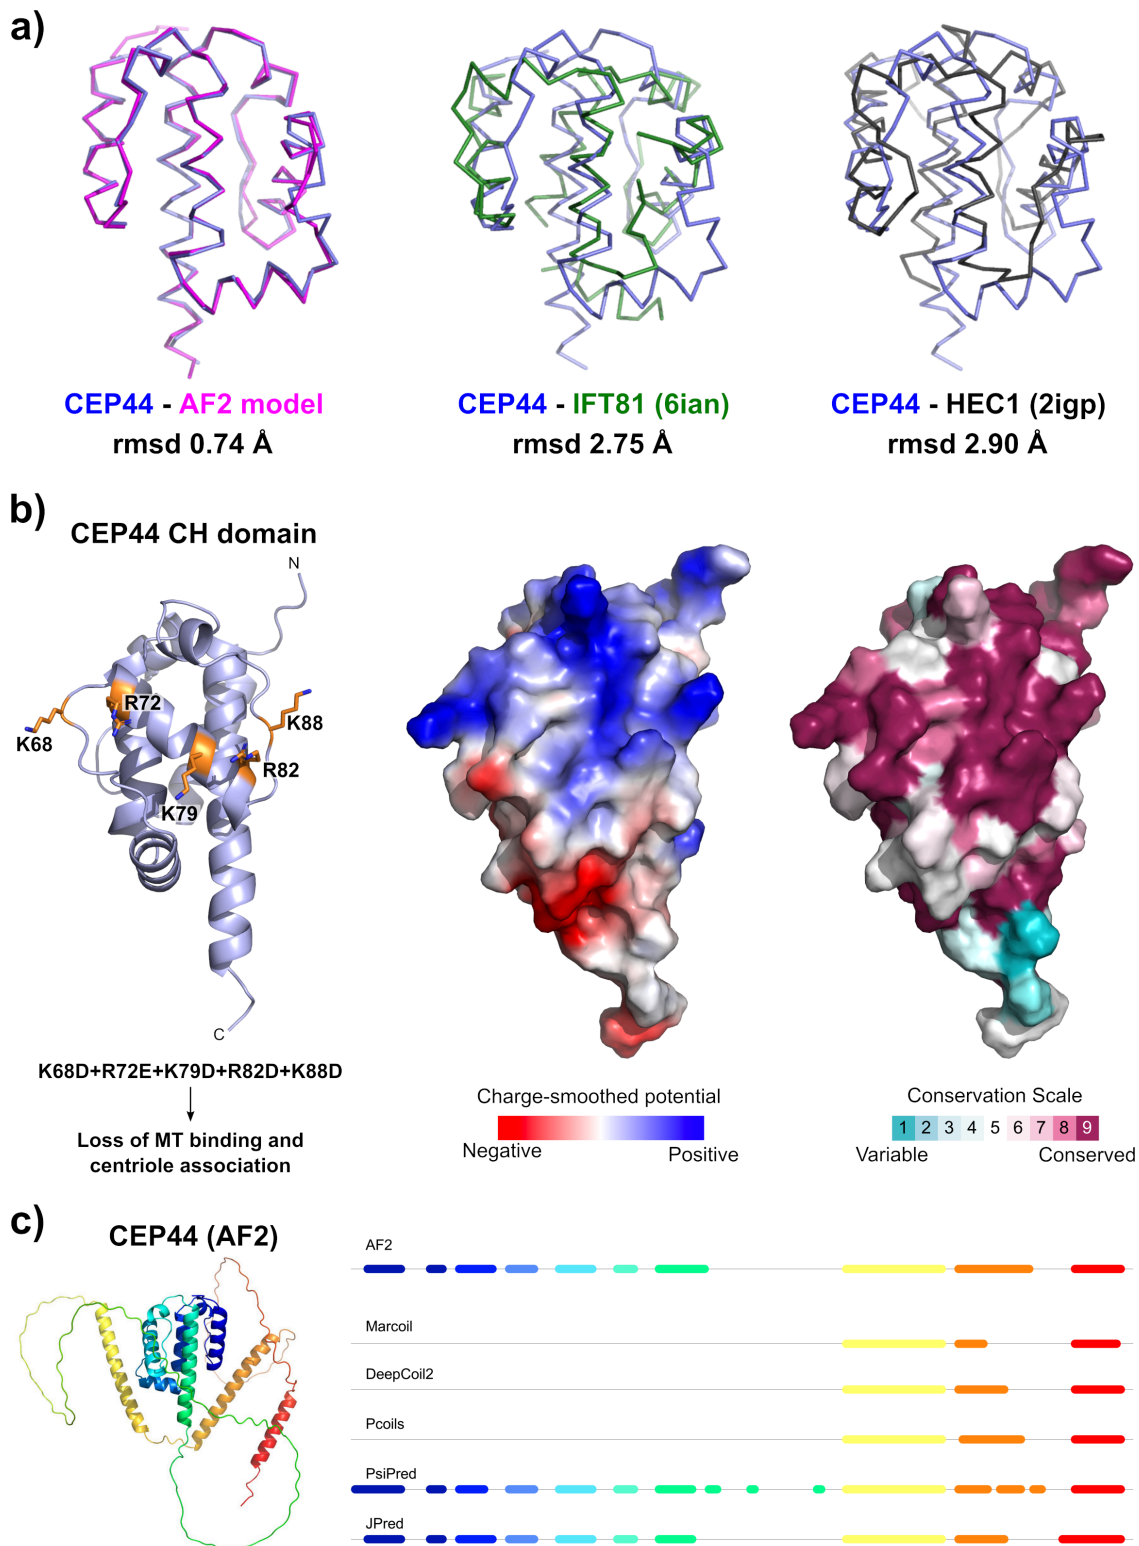 a)
CEP44 - AF2 model
rmsd 0.74 Å
CEP44 - IFT81 (6ian)
rmsd 2.75 Å
CEP44 - HEC1 (2igp)
rmsd 2.90 Å
b)
CEP44 CH domain
N
R72
K68
K88
R82
K79
C
K68D+R72E+K79D+R82D+K88D
Loss of MT binding and
centriole association
Charge-smoothed potential
Negative
Positive
Conservation Scale
1 2 3 4 5 6 7 8 9
Variable
Conserved
c)
CEP44 (AF2)
AF2
Marcoil
DeepCoil2
Pcoils
PsiPred
JPred